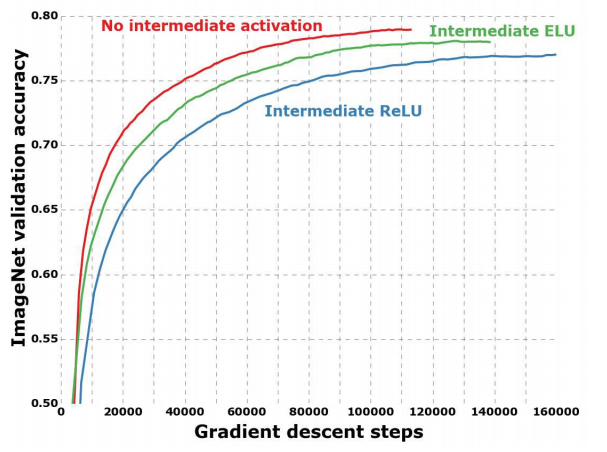 0.80
No intermediate activation
Intermediate ELU
0.75
Intermediate ReLU
0.70
0.65
0.60
0.55
0.50
ImageNet validation accuracy
0 20000 40000 60000 80000 100000 120000 140000 160000
Gradient descent steps